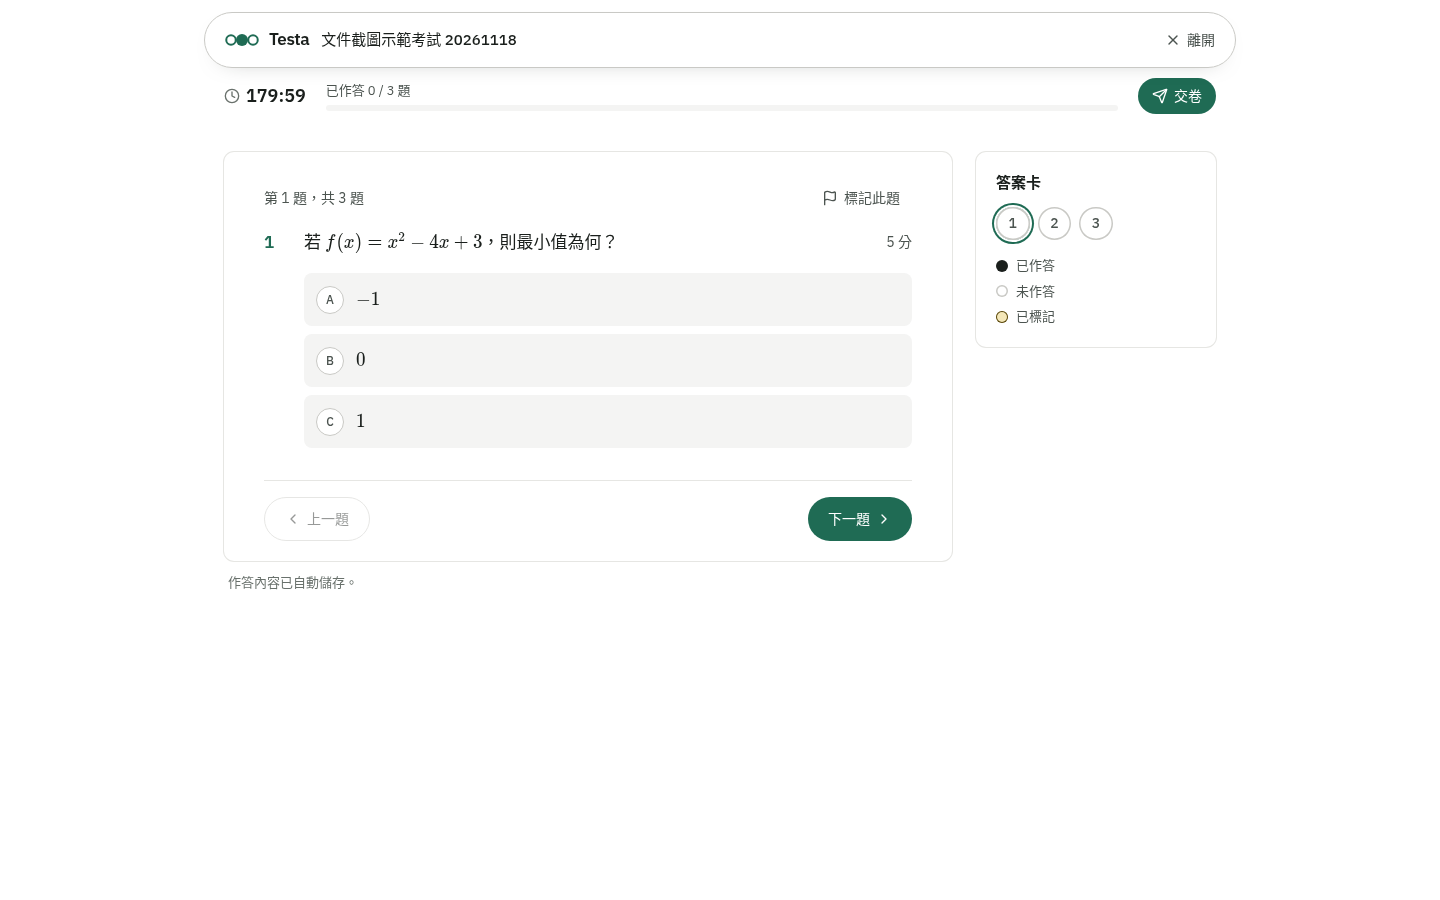 Testa 文件截圖示範考試 20261118
離開
179:59
已作答 0 / 3 題
交卷
第 1 題，共 3 題
標記此題
1 若 f(x) = x² − 4x + 3，則最小值為何？ 5 分
A −1
B 0
C 1
上一題
下一題
作答內容已自動儲存。
答案卡
1 2 3
已作答
未作答
已標記